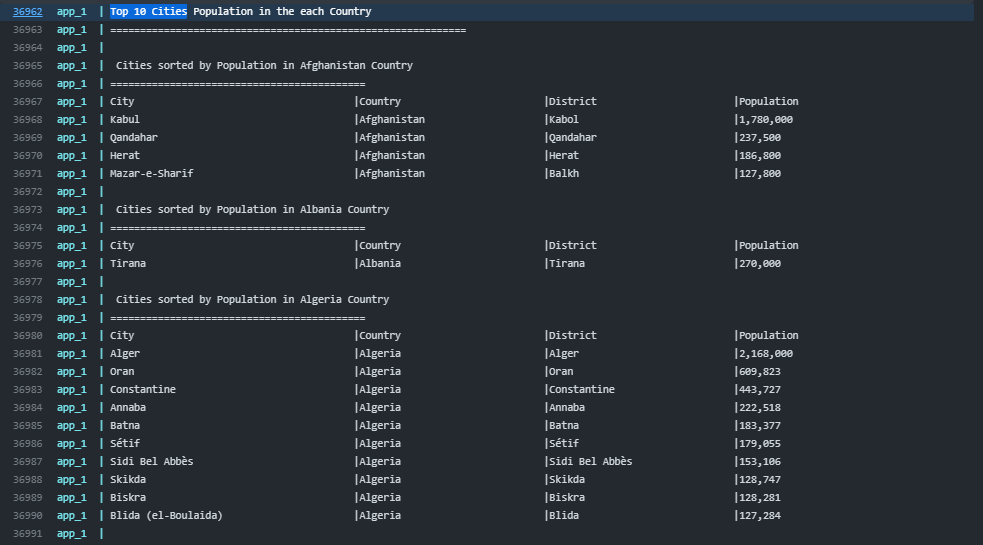 36962 app_1 | Top 10 Cities Population in the each Country
36963 app_1 | ============================================================
36964 app_1 |
36965 app_1 | Cities sorted by Population in Afghanistan Country
36966 app_1 | ===========================================
36967 app_1 | City |Country |District |Population
36968 app_1 | Kabul |Afghanistan |Kabol |1,780,000
36969 app_1 | Qandahar |Afghanistan |Qandahar |237,500
36970 app_1 | Herat |Afghanistan |Herat |186,800
36971 app_1 | Mazar-e-Sharif |Afghanistan |Balkh |127,800
36972 app_1 |
36973 app_1 | Cities sorted by Population in Albania Country
36974 app_1 | ===========================================
36975 app_1 | City |Country |District |Population
36976 app_1 | Tirana |Albania |Tirana |270,000
36977 app_1 |
36978 app_1 | Cities sorted by Population in Algeria Country
36979 app_1 | ===========================================
36980 app_1 | City |Country |District |Population
36981 app_1 | Alger |Algeria |Alger |2,168,000
36982 app_1 | Oran |Algeria |Oran |609,823
36983 app_1 | Constantine |Algeria |Constantine |443,727
36984 app_1 | Annaba |Algeria |Annaba |222,518
36985 app_1 | Batna |Algeria |Batna |183,377
36986 app_1 | Sétif |Algeria |Sétif |179,055
36987 app_1 | Sidi Bel Abbès |Algeria |Sidi Bel Abbès |153,106
36988 app_1 | Skikda |Algeria |Skikda |128,747
36989 app_1 | Biskra |Algeria |Biskra |128,281
36990 app_1 | Blida (el-Boulaida) |Algeria |Blida |127,284
36991 app_1 |